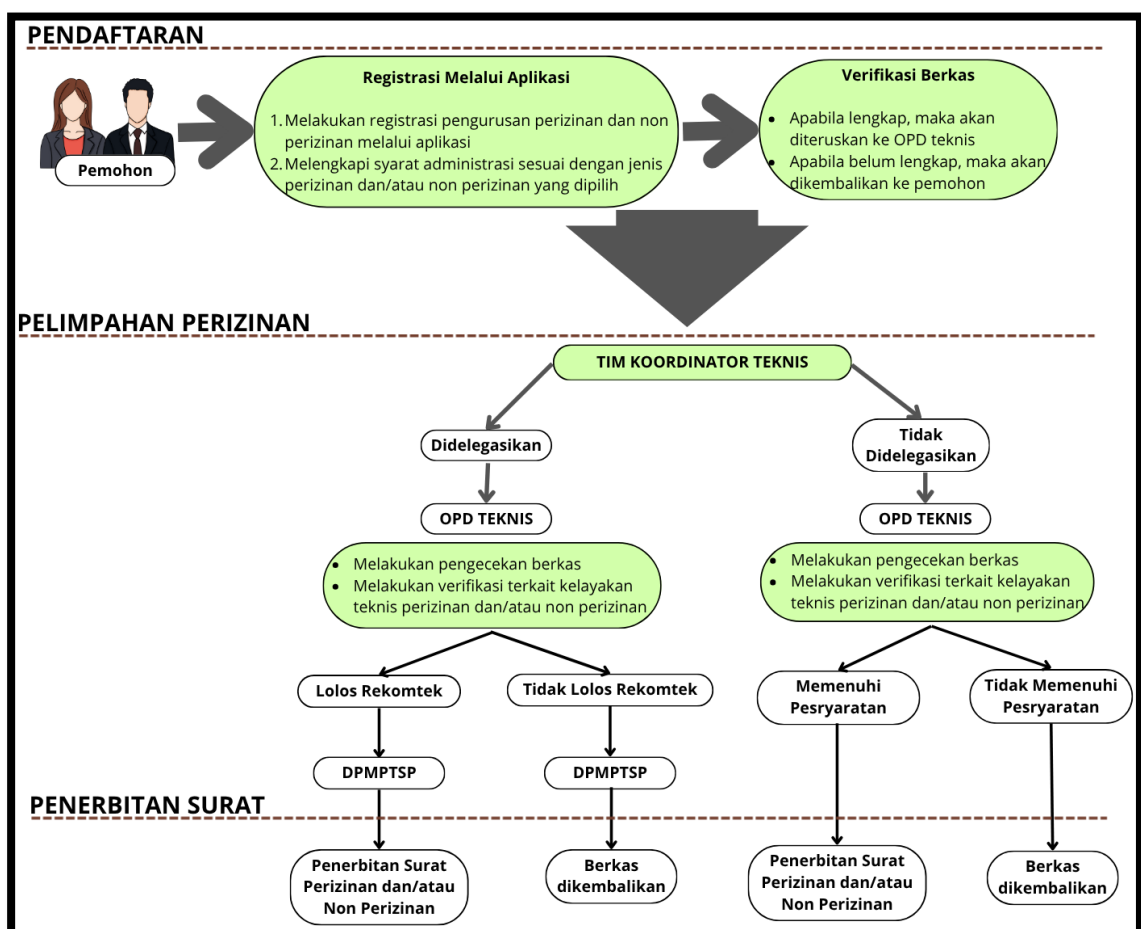 PENDAFTARAN
Pemohon
Registrasi Melalui Aplikasi
1. Melakukan registrasi pengurusan perizinan dan non
perizinan melalui aplikasi
2. Melengkapi syarat administrasi sesuai dengan jenis
perizinan dan/atau non perizinan yang dipilih
Verifikasi Berkas
• Apabila lengkap, maka akan
diteruskan ke OPD teknis
• Apabila belum lengkap, maka akan
dikembalikan ke pemohon
PELIMPAHAN PERIZINAN
TIM KOORDINATOR TEKNIS
Didelegasikan
OPD TEKNIS
• Melakukan pengecekan berkas
• Melakukan verifikasi terkait kelayakan
teknis perizinan dan/atau non perizinan
Lolos Rekomtek
Tidak Lolos Rekomtek
DPMPTSP
DPMPTSP
Tidak
Didelegasikan
OPD TEKNIS
• Melakukan pengecekan berkas
• Melakukan verifikasi terkait kelayakan
teknis perizinan dan/atau non perizinan
Memenuhi
Pesryaratan
Tidak Memenuhi
Pesryaratan
PENERBITAN SURAT
Penerbitan Surat
Perizinan dan/atau
Non Perizinan
Berkas
dikembalikan
Penerbitan Surat
Perizinan dan/atau
Non Perizinan
Berkas
dikembalikan